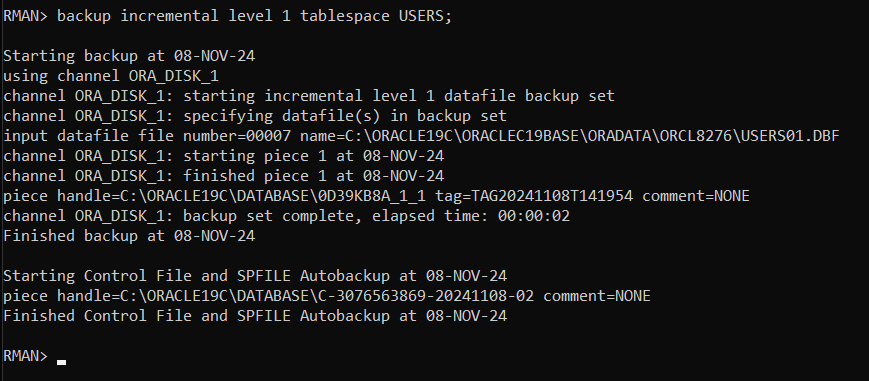 RMAN> backup incremental level 1 tablespace USERS;
Starting backup at 08-NOV-24
using channel ORA_DISK_1
channel ORA_DISK_1: starting incremental level 1 datafile backup set
channel ORA_DISK_1: specifying datafile(s) in backup set
input datafile file number=00007 name=C:\ORACLE19C\ORACLEC19BASE\ORADATA\ORCL8276\USERS01.DBF
channel ORA_DISK_1: starting piece 1 at 08-NOV-24
channel ORA_DISK_1: finished piece 1 at 08-NOV-24
piece handle=C:\ORACLE19C\DATABASE\0D39KB8A_1_1 tag=TAG20241108T141954 comment=NONE
channel ORA_DISK_1: backup set complete, elapsed time: 00:00:02
Finished backup at 08-NOV-24
Starting Control File and SPFILE Autobackup at 08-NOV-24
piece handle=C:\ORACLE19C\DATABASE\C-3076563869-20241108-02 comment=NONE
Finished Control File and SPFILE Autobackup at 08-NOV-24
RMAN>